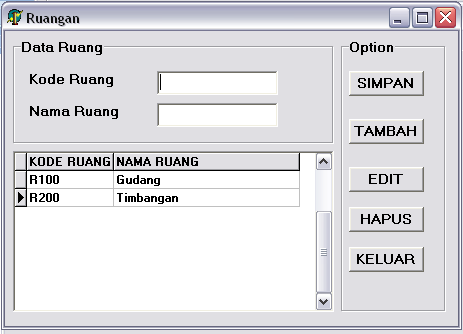 Ruangan
Data Ruang
Kode Ruang
Nama Ruang
KODE RUANG NAMA RUANG
R100 Gudang
R200 Timbangan
Option
SIMPAN
TAMBAH
EDIT
HAPUS
KELUAR